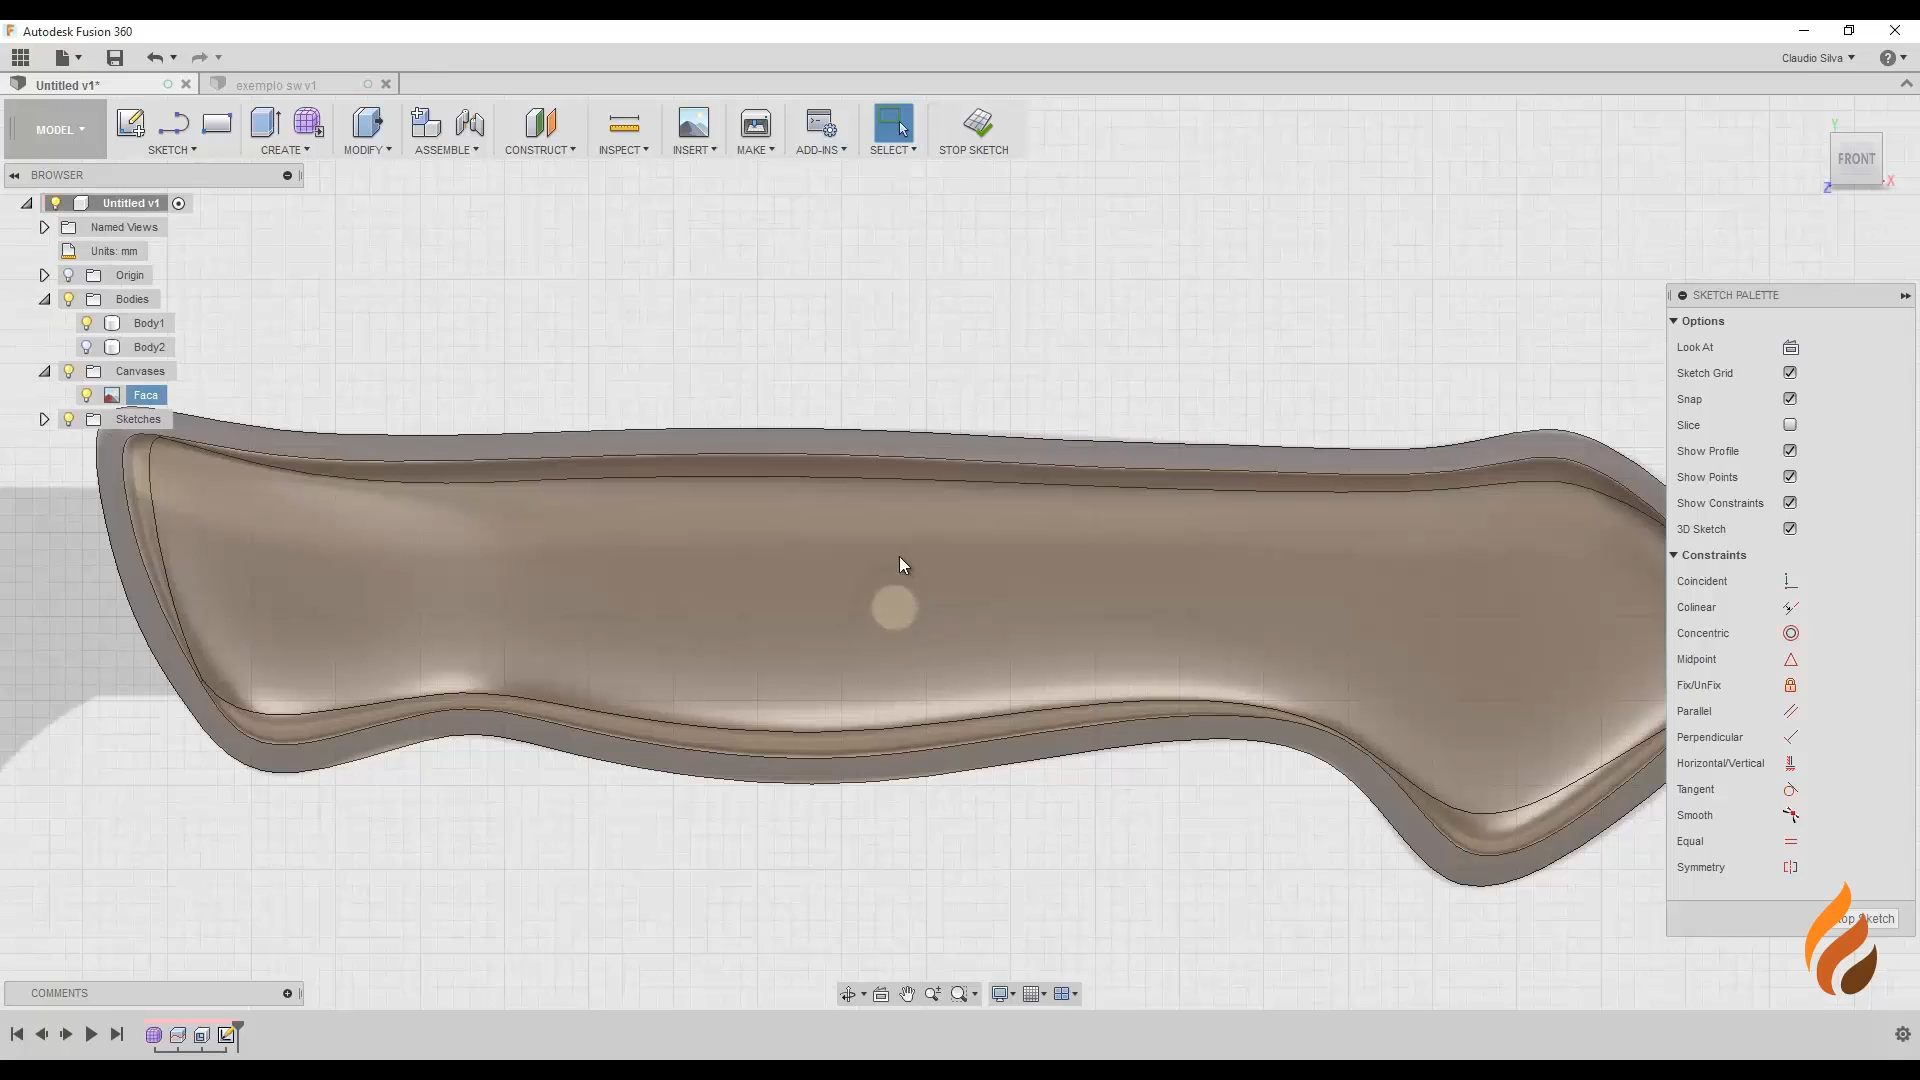 Autodesk Fusion 360
Claudio Silva
Untitled v1*
exemplo sw v1
MODEL
SKETCH
CREATE
MODIFY
ASSEMBLE
CONSTRUCT
INSPECT
INSERT
MAKE
ADD-INS
SELECT
STOP SKETCH
BROWSER
Untitled v1
Named Views
Units: mm
Origin
Bodies
Body1
Body2
Canvases
Faca
Sketches
Y
FRONT
Z
X
SKETCH PALETTE
Options
Look At
Sketch Grid
Snap
Slice
Show Profile
Show Points
Show Constraints
3D Sketch
Constraints
Coincident
Colinear
Concentric
Midpoint
Fix/UnFix
Parallel
Perpendicular
Horizontal/Vertical
Tangent
Smooth
Equal
Symmetry
COMMENTS